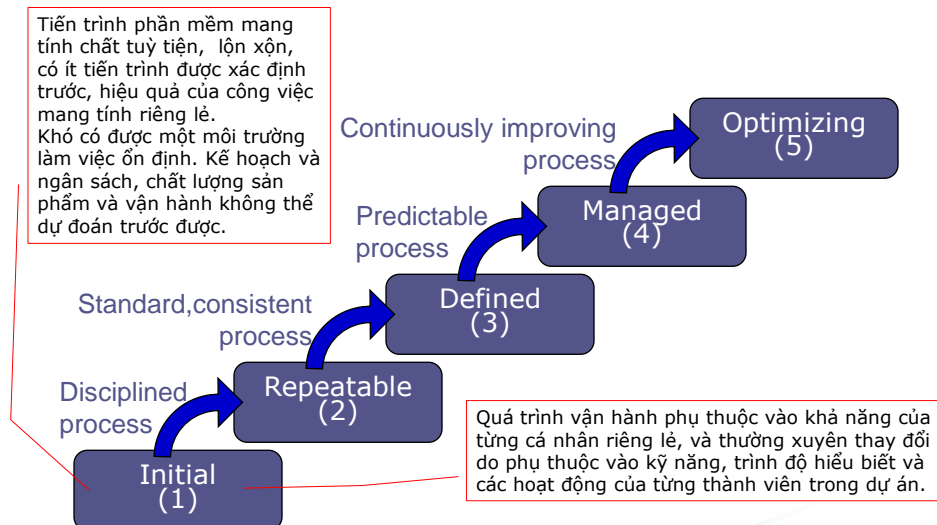 Tiến trình phần mềm mang
tính chất tuỳ tiện, lộn xộn,
có ít tiến trình được xác định
trước, hiệu quả của công việc
mang tính riêng lẻ.
Khó có được một môi trường
làm việc ổn định. Kế hoạch và
ngân sách, chất lượng sản
phẩm và vận hành không thể
dự đoán trước được.
Continuously improving
process
Optimizing
(5)
Predictable
process
Managed
(4)
Standard,consistent
process
Defined
(3)
Disciplined
process
Repeatable
(2)
Initial
(1)
Quá trình vận hành phụ thuộc vào khả năng của
từng cá nhân riêng lẻ, và thường xuyên thay đổi
do phụ thuộc vào kỹ năng, trình độ hiểu biết và
các hoạt động của từng thành viên trong dự án.